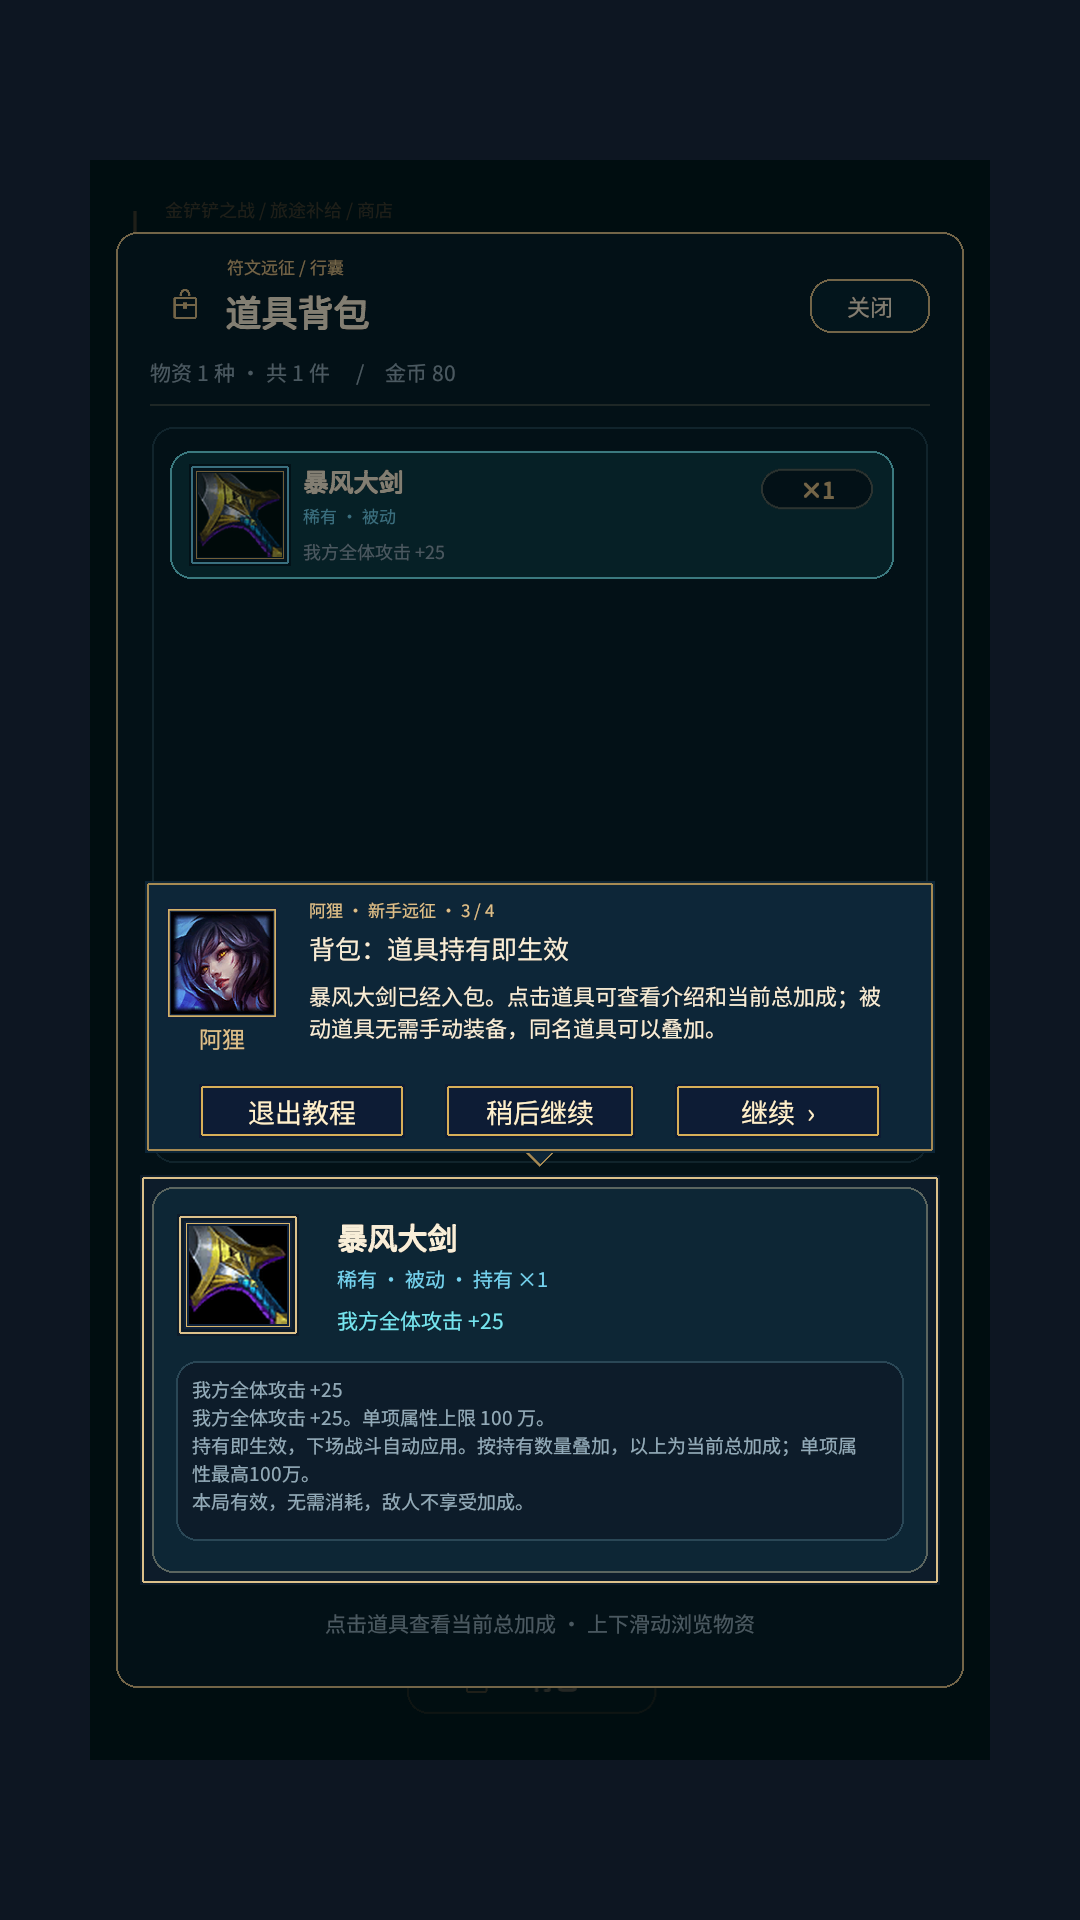 金铲铲之战 / 旅途补给 / 商店
符文远征 / 行囊
道具背包
关闭
物资 1 种 · 共 1 件 / 金币 80
暴风大剑
×1
稀有 · 被动
我方全体攻击 +25
阿狸 · 新手远征 · 3 / 4
背包：道具持有即生效
暴风大剑已经入包。点击道具可查看介绍和当前总加成；被
动道具无需手动装备，同名道具可以叠加。
阿狸
退出教程
稍后继续
继续 ›
暴风大剑
稀有 · 被动 · 持有 ×1
我方全体攻击 +25
我方全体攻击 +25
我方全体攻击 +25。单项属性上限 100 万。
持有即生效，下场战斗自动应用。按持有数量叠加，以上为当前总加成；单项属
性最高100万。
本局有效，无需消耗，敌人不享受加成。
点击道具查看当前总加成 · 上下滑动浏览物资